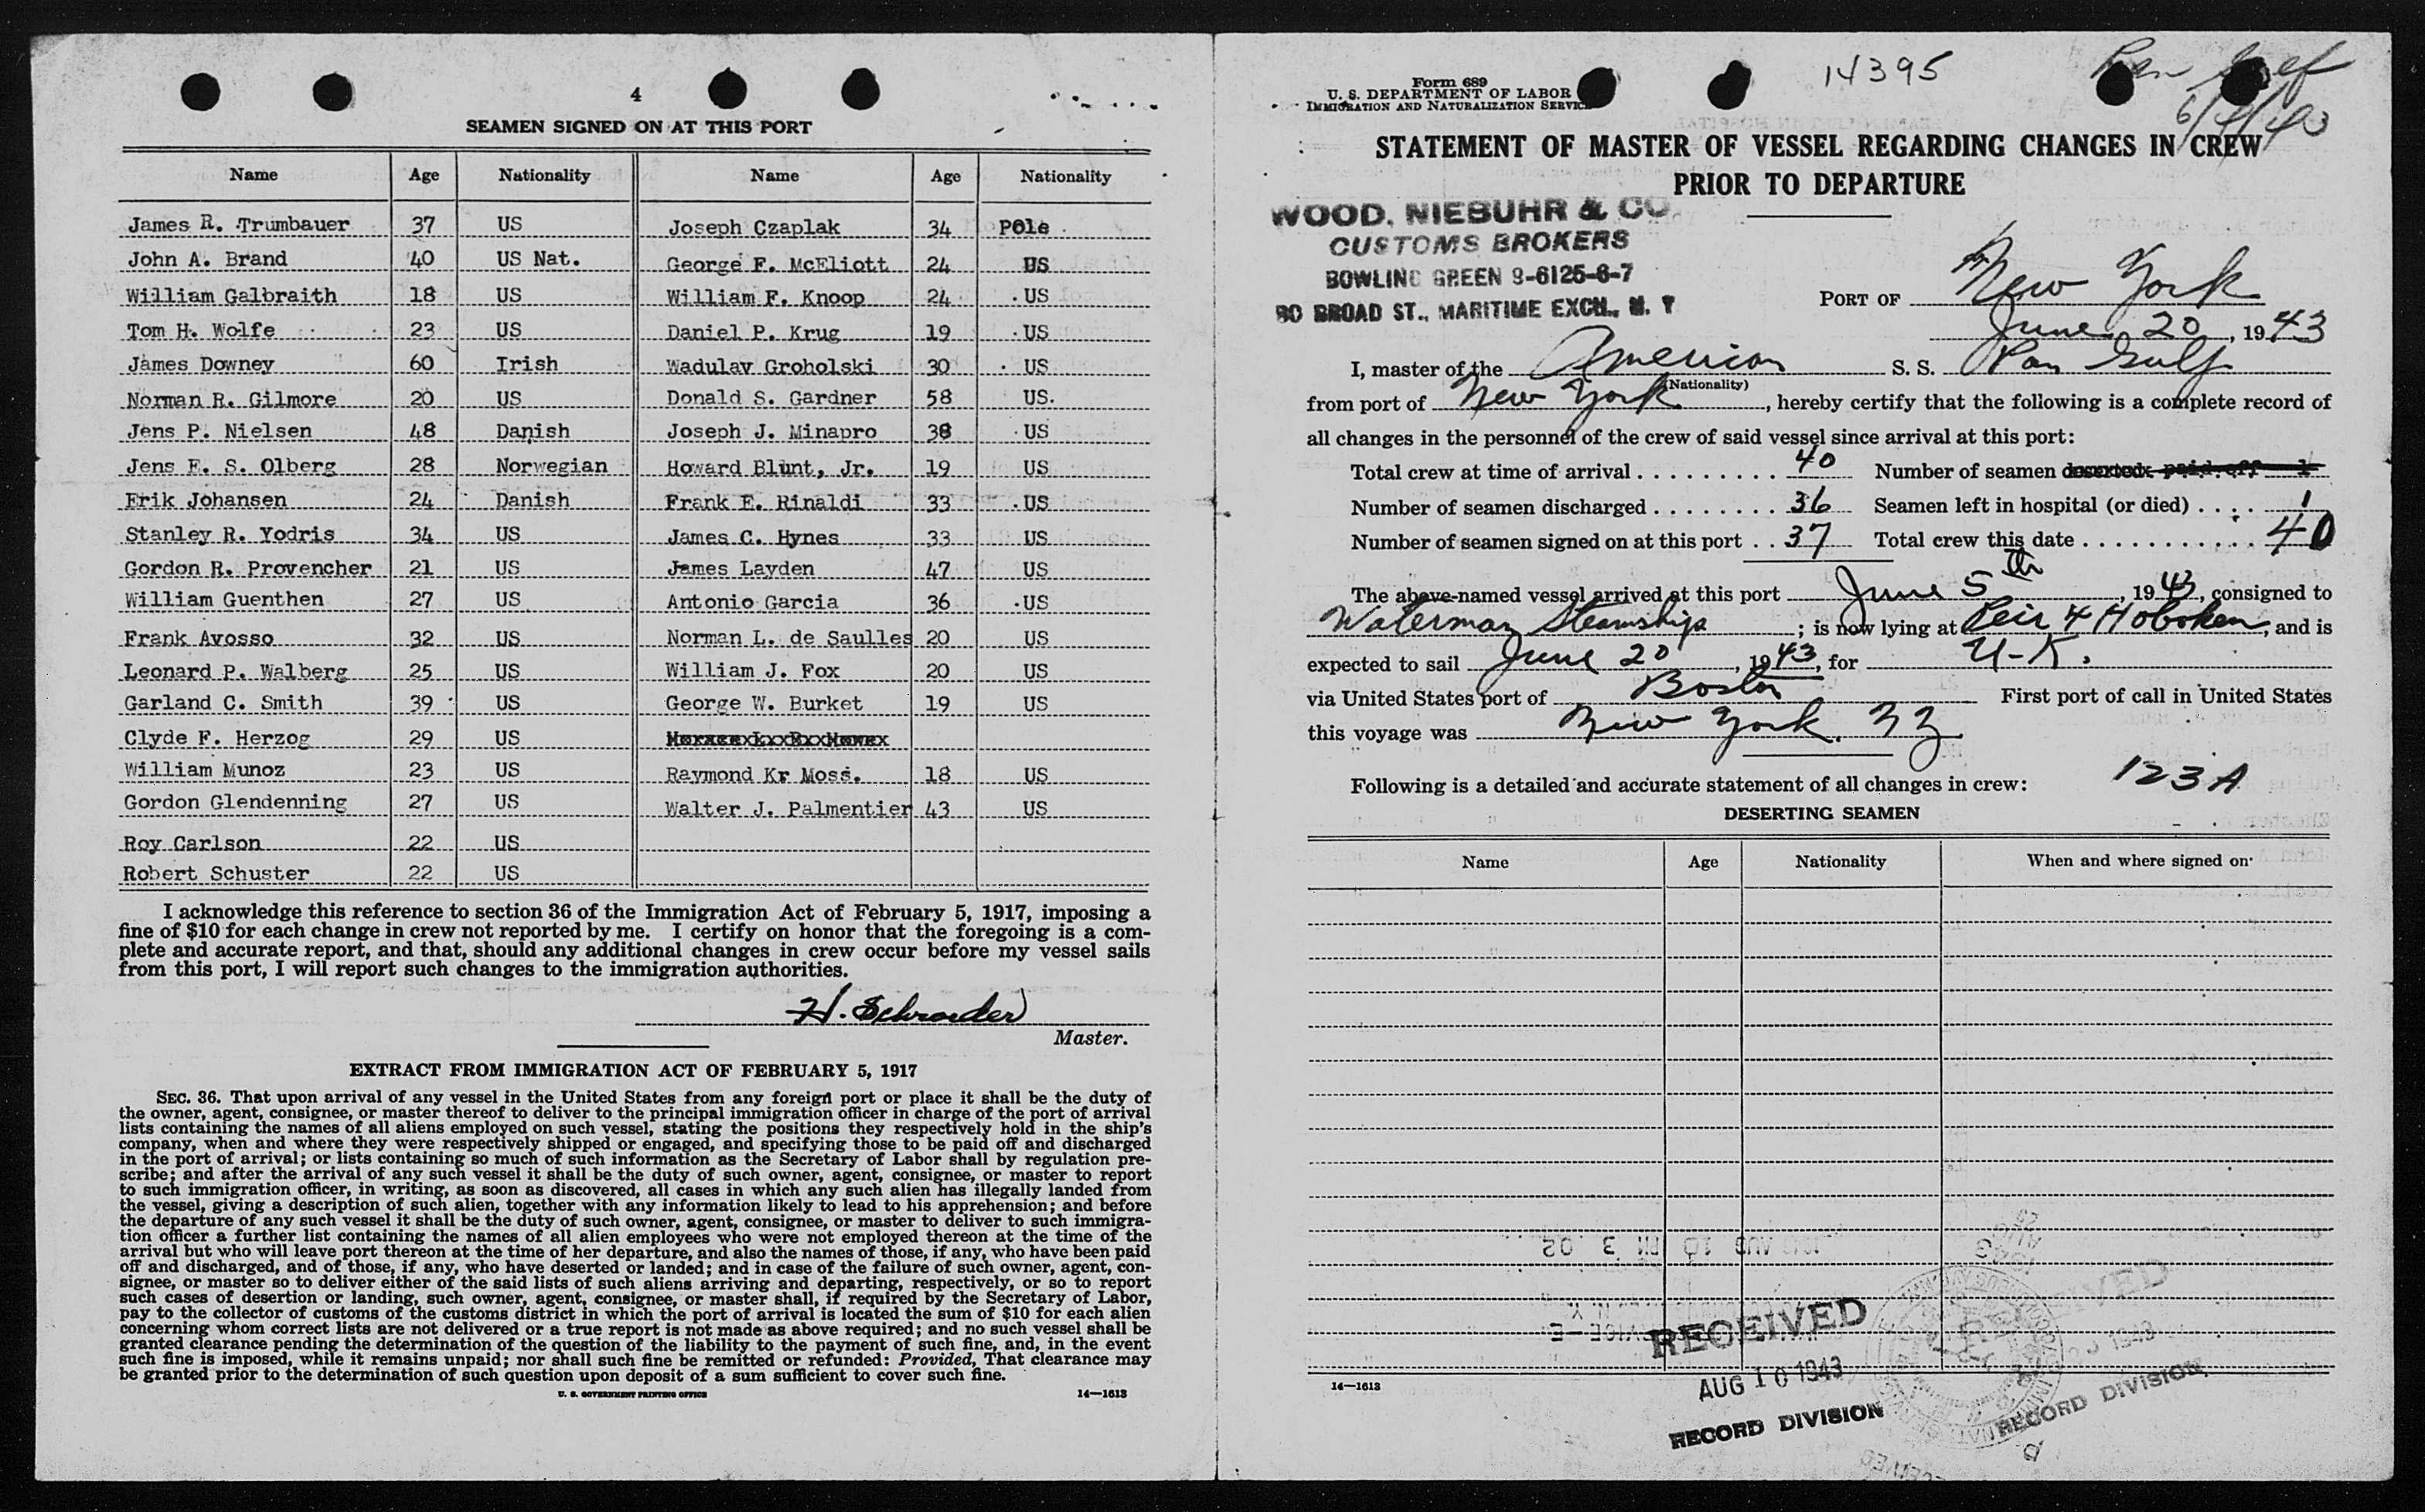 4
SEAMEN SIGNED ON AT THIS PORT
Name Age Nationality Name Age Nationality
James R. Trumbauer 37 US Joseph Czaplak 34 Pole
John A. Brand 40 US Nat. George F. McEliott 24 US
William Galbraith 18 US William F. Knoop 24 US
Tom H. Wolfe 23 US Daniel P. Krug 19 US
James Downey 60 Irish Wadulav Groholski 30 US
Norman R. Gilmore 20 US Donald S. Gardner 58 US.
Jens P. Nielsen 48 Danish Joseph J. Minapro 38 US
Jens E. S. Olberg 28 Norwegian Howard Blunt, Jr. 19 US
Erik Johansen 24 Danish Frank E. Rinaldi 33 US
Stanley R. Yodris 34 US James C. Hynes 33 US
Gordon R. Provencher 21 US James Layden 47 US
William Guenthen 27 US Antonio Garcia 36 US
Frank Avosso 32 US Norman L. de Saulles 20 US
Leonard P. Walberg 25 US William J. Fox 20 US
Garland C. Smith 39 US George W. Burket 19 US
Clyde F. Herzog 29 US
William Munoz 23 US Raymond Kr Moss. 18 US
Gordon Glendenning 27 US Walter J. Palmentier 43 US
Roy Carlson 22 US
Robert Schuster 22 US
I acknowledge this reference to section 36 of the Immigration Act of February 5, 1917, imposing a
fine of $10 for each change in crew not reported by me. I certify on honor that the foregoing is a com-
plete and accurate report, and that, should any additional changes in crew occur before my vessel sails
from this port, I will report such changes to the immigration authorities.
H. Schroeder
Master.
EXTRACT FROM IMMIGRATION ACT OF FEBRUARY 5, 1917
SEC. 36. That upon arrival of any vessel in the United States from any foreign port or place it shall be the duty of
the owner, agent, consignee, or master thereof to deliver to the principal immigration officer in charge of the port of arrival
lists containing the names of all aliens employed on such vessel, stating the positions they respectively hold in the ship's
company, when and where they were respectively shipped or engaged, and specifying those to be paid off and discharged
in the port of arrival; or lists containing so much of such information as the Secretary of Labor shall by regulation pre-
scribe; and after the arrival of any such vessel it shall be the duty of such owner, agent, consignee, or master to report
to such immigration officer, in writing, as soon as discovered, all cases in which any such alien has illegally landed from
the vessel, giving a description of such alien, together with any information likely to lead to his apprehension; and before
the departure of any such vessel it shall be the duty of such owner, agent, consignee, or master to deliver to such immigra-
tion officer a further list containing the names of all alien employees who were not employed thereon at the time of the
arrival but who will leave port thereon at the time of her departure, and also the names of those, if any, who have been paid
off and discharged, and of those, if any, who have deserted or landed; and in case of the failure of such owner, agent, con-
signee, or master so to deliver either of the said lists of such aliens arriving and departing, respectively, or so to report
such cases of desertion or landing, such owner, agent, consignee, or master shall, if required by the Secretary of Labor,
pay to the collector of customs of the customs district in which the port of arrival is located the sum of $10 for each alien
concerning whom correct lists are not delivered or a true report is not made as above required; and no such vessel shall be
granted clearance pending the determination of the question of the liability to the payment of such fine, and, in the event
such fine is imposed, while it remains unpaid; nor shall such fine be remitted or refunded: Provided, That clearance may
be granted prior to the determination of such question upon deposit of a sum sufficient to cover such fine.
U. S. GOVERNMENT PRINTING OFFICE 14—1613
Form 689
U. S. DEPARTMENT OF LABOR
IMMIGRATION AND NATURALIZATION SERVICE
14395
6/4/43
STATEMENT OF MASTER OF VESSEL REGARDING CHANGES IN CREW
PRIOR TO DEPARTURE
WOOD, NIEBUHR & CO.
CUSTOMS BROKERS
BOWLING GREEN 9-6125-6-7
80 BROAD ST., MARITIME EXCH., N. Y
PORT OF New York
June 20, 1943
I, master of the American S. S. Pan Gulf
(Nationality)
from port of New York, hereby certify that the following is a complete record of
all changes in the personnel of the crew of said vessel since arrival at this port:
Total crew at time of arrival . . . . . . . . . 40 Number of seamen deserted paid off 1
Number of seamen discharged . . . . . . . . 36 Seamen left in hospital (or died) . . . . 1
Number of seamen signed on at this port . . 37 Total crew this date . . . . . . . . . . . 40
The above-named vessel arrived at this port June 5th, 1943, consigned to
Waterman Steamships; is now lying at Peir 4 Hoboken, and is
expected to sail June 20, 1943, for U-K.
via United States port of Boston First port of call in United States
this voyage was New York.
Following is a detailed and accurate statement of all changes in crew: 123A
DESERTING SEAMEN
Name Age Nationality When and where signed on
14—1613
RECEIVED
AUG 10 1943
RECORD DIVISION
RECORD DIVISION